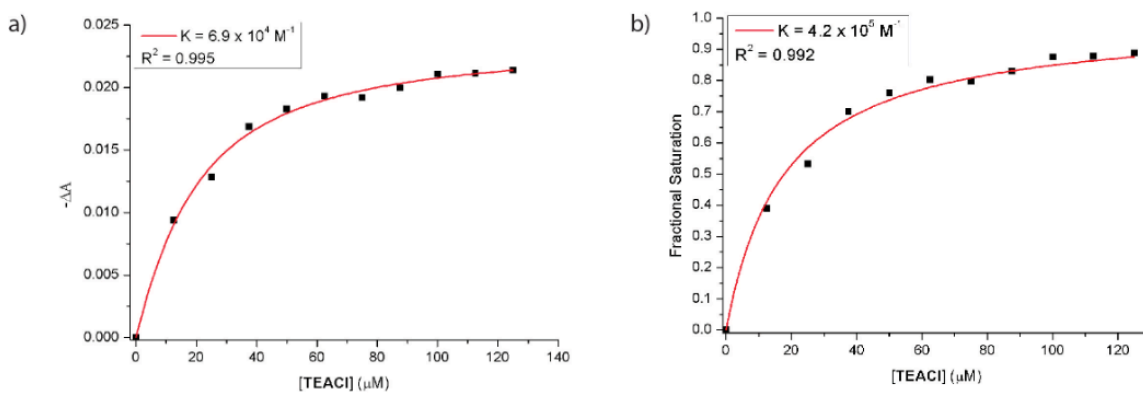 a)
K = 6.9 x 10⁴ M⁻¹
R² = 0.995
0.025
0.020
0.015
0.010
0.005
0.000
-ΔA
0 20 40 60 80 100 120 140
[TEACl] (μM)
b)
K = 4.2 x 10⁵ M⁻¹
R² = 0.992
1.0
0.9
0.8
0.7
0.6
0.5
0.4
0.3
0.2
0.1
0.0
Fractional Saturation
0 20 40 60 80 100 120
[TEACl] (μM)